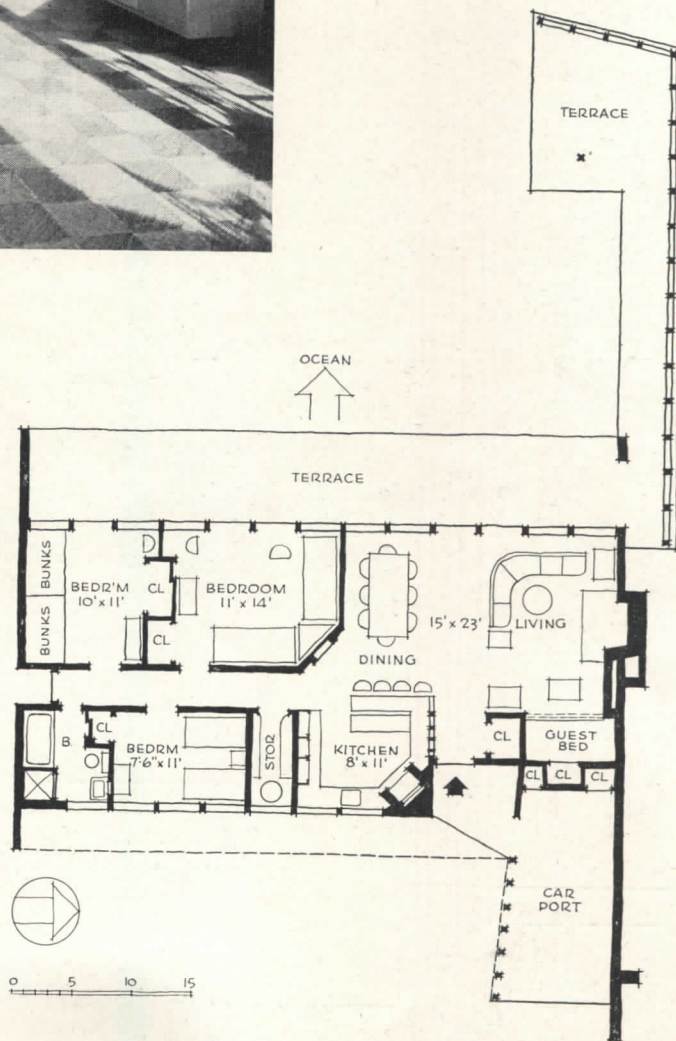 TERRACE
OCEAN
TERRACE
BUNKS
BUNKS
BEDR'M
10' x 11'
CL
CL
BEDROOM
11' x 14'
15' x 23'
LIVING
DINING
B.
CL
BEDRM
7'-6" x 11'
STOR
KITCHEN
8' x 11'
CL
GUEST
BED
CL
CL
CL
CAR
PORT
0 5 10 15